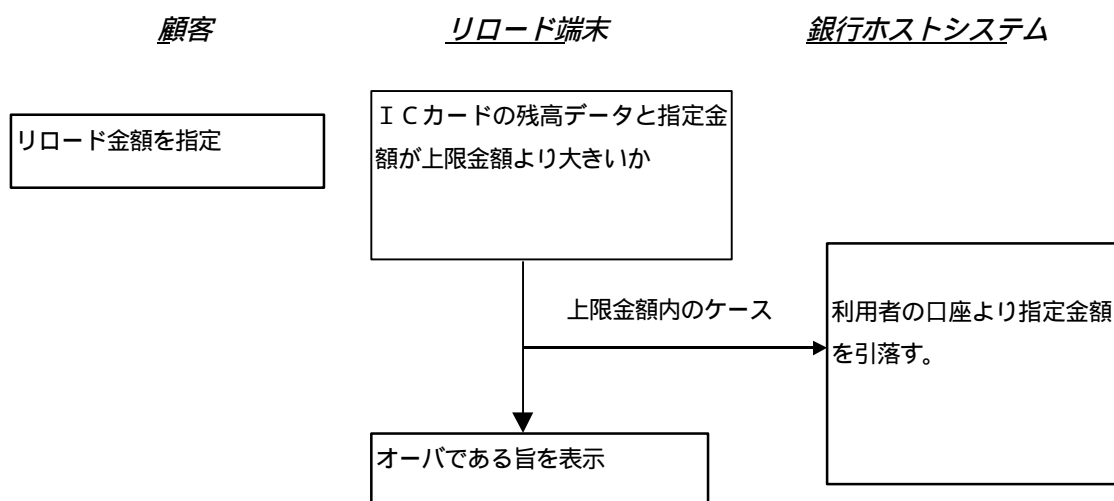 顧客
リロード端末
銀行ホストシステム
リロード金額を指定
ＩＣカードの残高データと指定金
額が上限金額より大きいか
上限金額内のケース
利用者の口座より指定金額
を引落す。
オーバである旨を表示